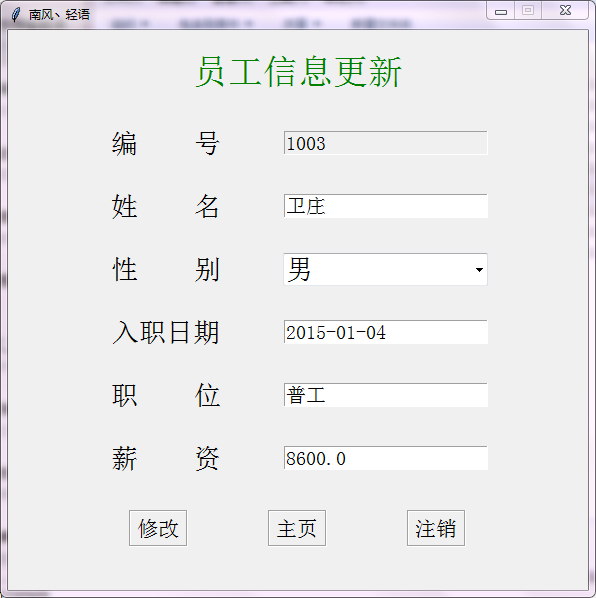 南风、轻语
员工信息更新
编 号 1003
姓 名 卫庄
性 别 男
入职日期 2015-01-04
职 位 普工
薪 资 8600.0
修改 主页 注销